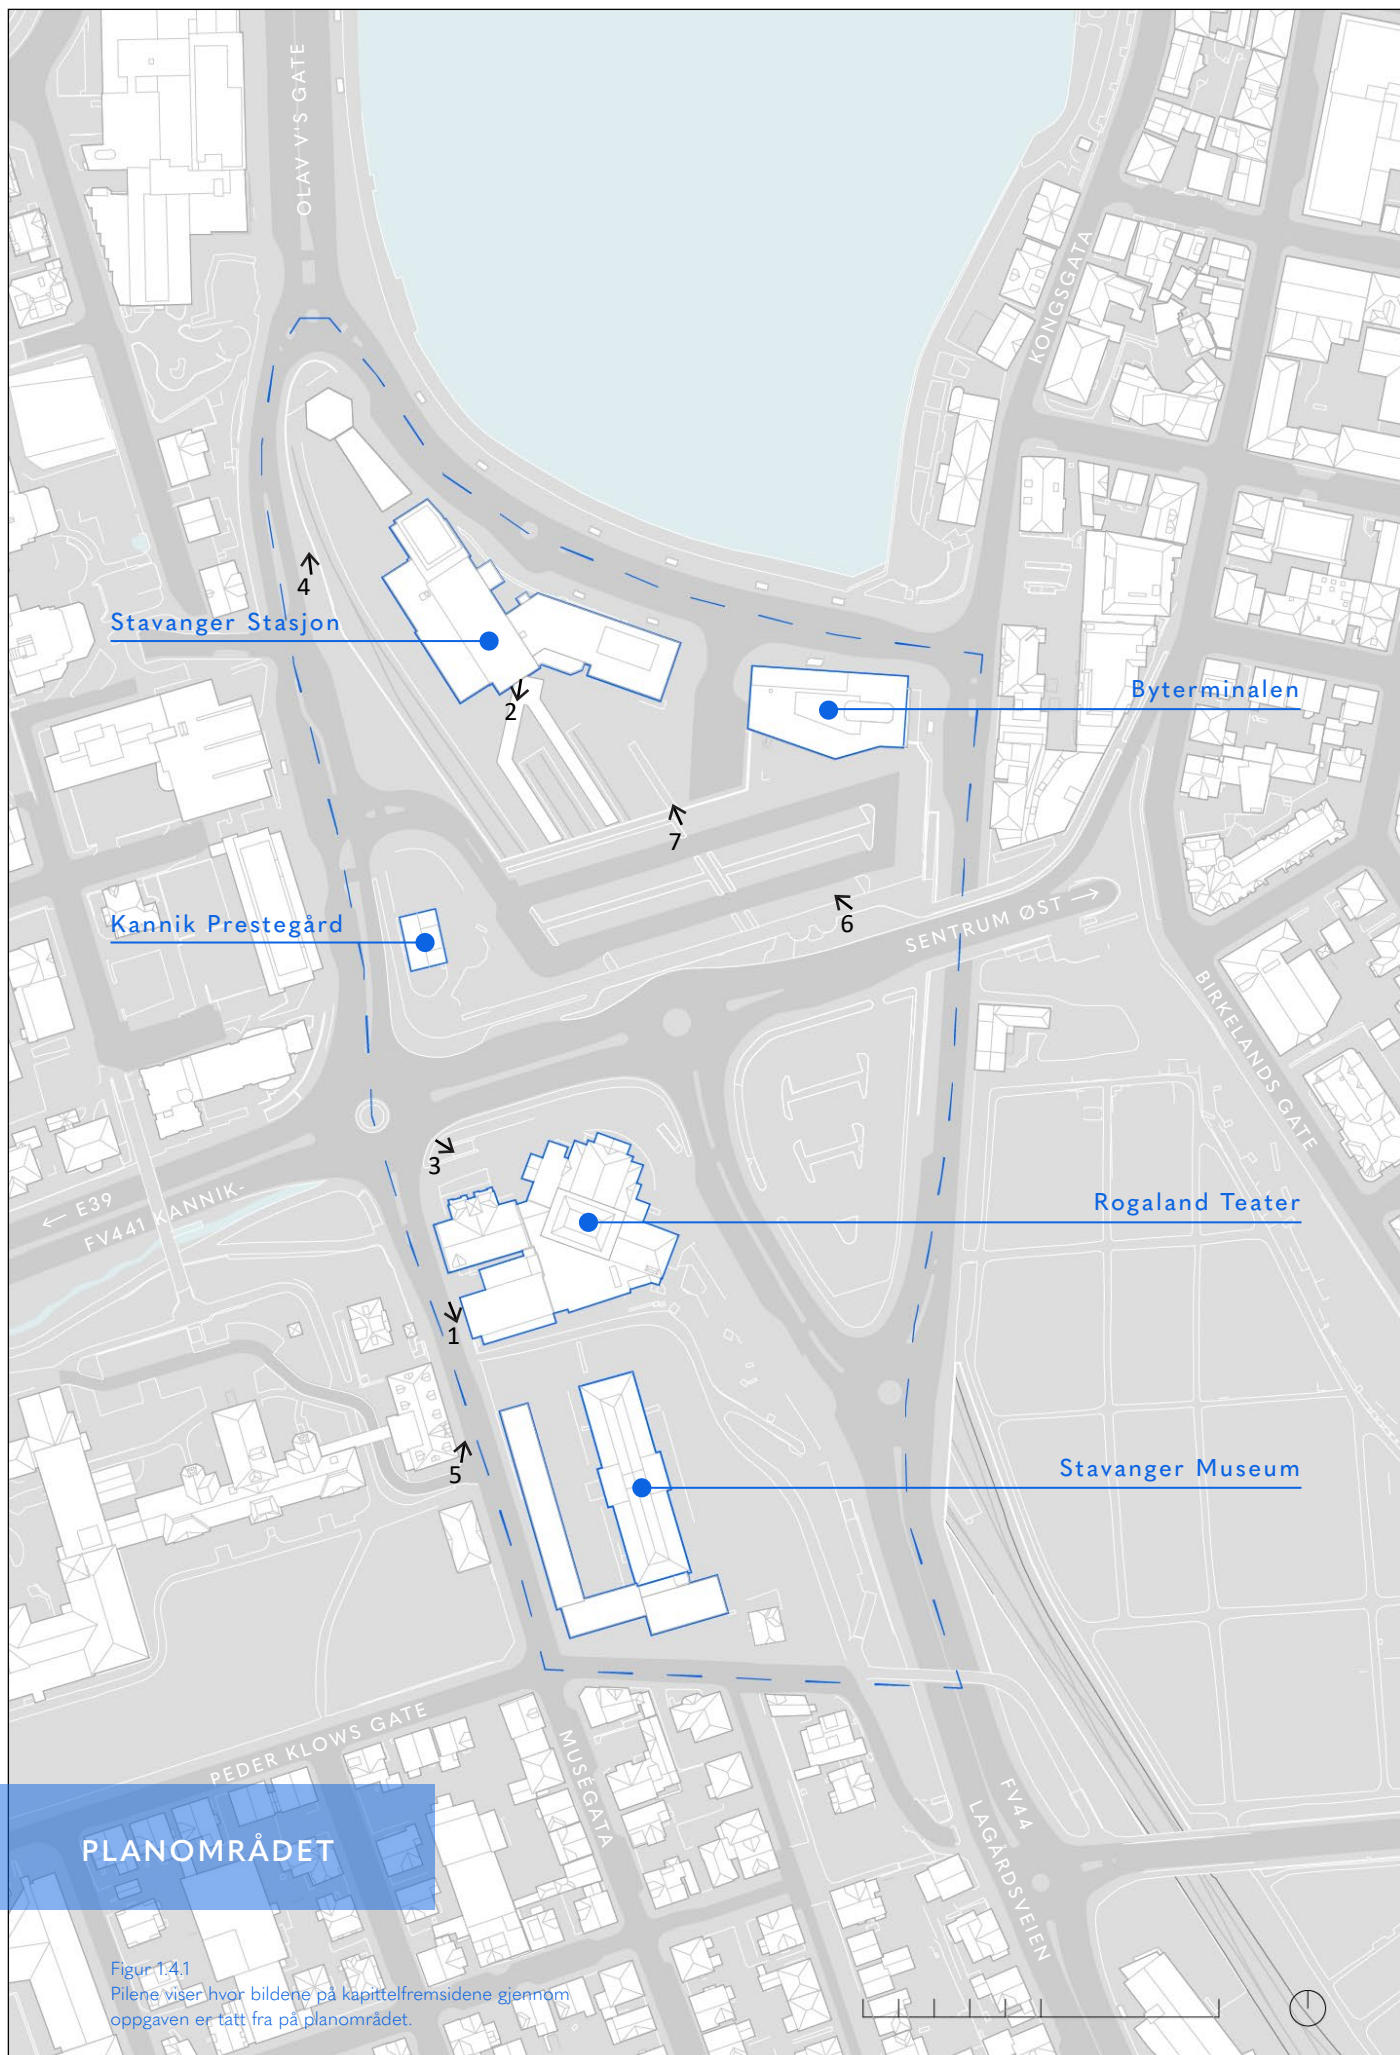 OLAV V'S GATE
KONGSGATA
4
Stavanger Stasjon
Byterminalen
2
7
Kannik Prestegård
6
SENTRUM ØST →
BIRKELANDS GATE
3
← E39
FV441 KANNIK-
Rogaland Teater
1
Stavanger Museum
5
PEDER KLOWS GATE
MUSÉGATA
FV44
LAGÅRDSVEIEN
PLANOMRÅDET
Figur 1.4.1
Pilene viser hvor bildene på kapittelfremsidene gjennom
oppgaven er tatt fra på planområdet.